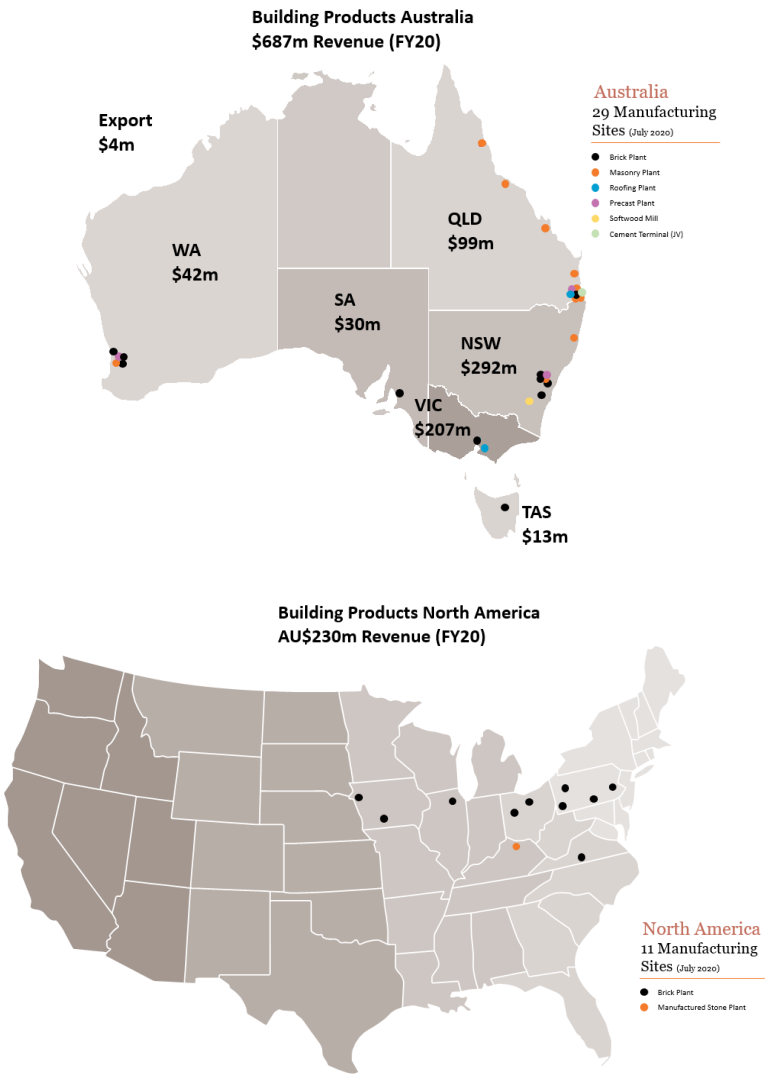 Building Products Australia
$687m Revenue (FY20)
Export
$4m
Australia
29 Manufacturing
Sites (July 2020)
Brick Plant
Masonry Plant
Roofing Plant
Precast Plant
Softwood Mill
Cement Terminal (JV)
QLD
$99m
WA
$42m
SA
$30m
NSW
$292m
VIC
$207m
TAS
$13m
Building Products North America
AU$230m Revenue (FY20)
North America
11 Manufacturing
Sites (July 2020)
Brick Plant
Manufactured Stone Plant